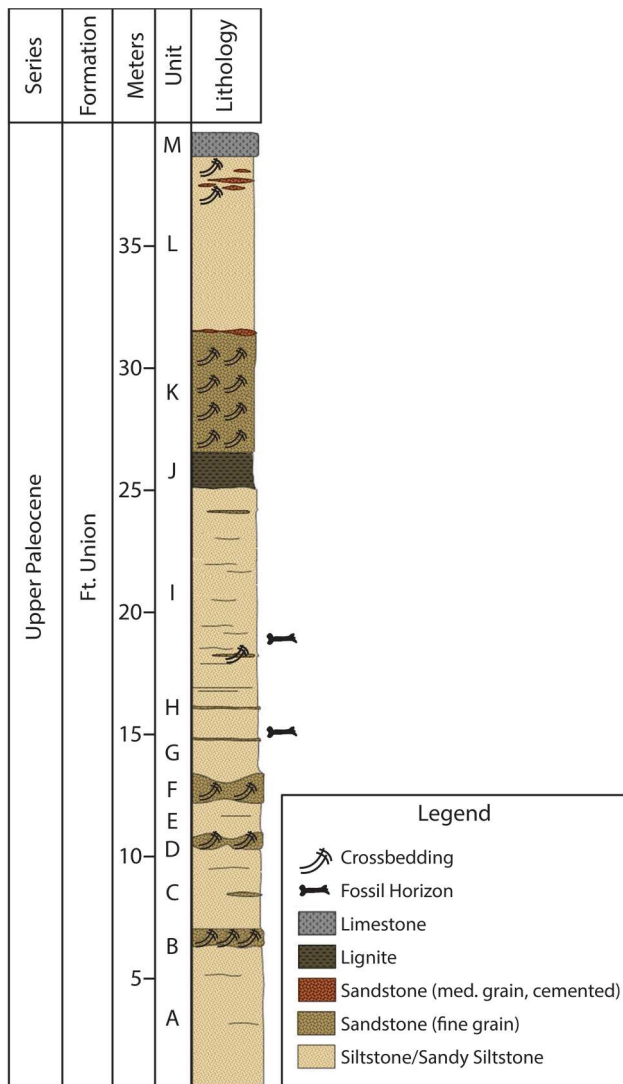 Series
Formation
Meters
Unit
Lithology
Upper Paleocene
Ft. Union
M
35
L
30
K
J
25
I
20
H
15
G
F
E
10
D
C
B
5
A
Legend
Crossbedding
Fossil Horizon
Limestone
Lignite
Sandstone (med. grain, cemented)
Sandstone (fine grain)
Siltstone/Sandy Siltstone